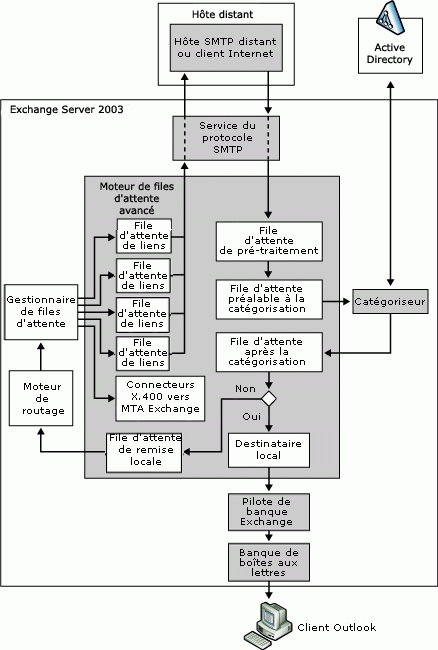 Hôte distant
Hôte SMTP distant
ou client Internet
Active
Directory
Exchange Server 2003
Service du
protocole
SMTP
Moteur de files
d'attente
avancé
File
d'attente
de liens
File
d'attente
de liens
File
d'attente
de liens
File
d'attente
de liens
File
d'attente
de pré-traitement
File d'attente
préalable à la
catégorisation
Catégoriseur
Gestionnaire
de files
d'attente
File d'attente
après la
catégorisation
Connecteurs
X.400 vers
MTA Exchange
Moteur
de
routage
Non
Oui
File d'attente
de remise
locale
Destinataire
local
Pilote de
banque
Exchange
Banque de
boîtes aux
lettres
Client Outlook